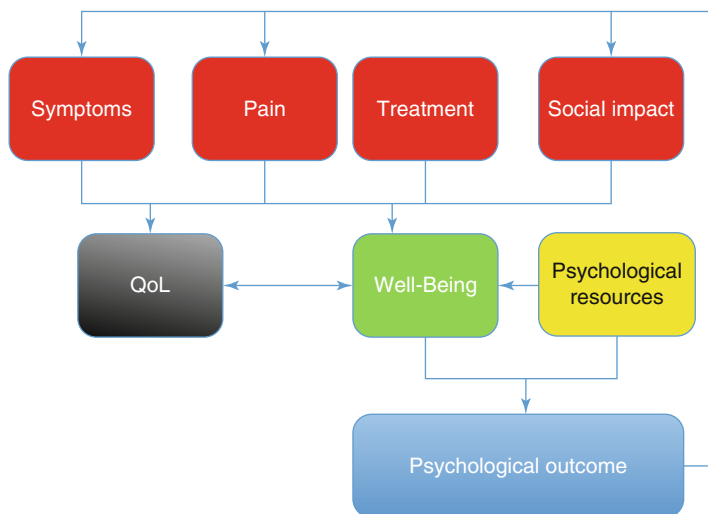 Symptoms
Pain
Treatment
Social impact
QoL
Well-Being
Psychological
resources
Psychological outcome